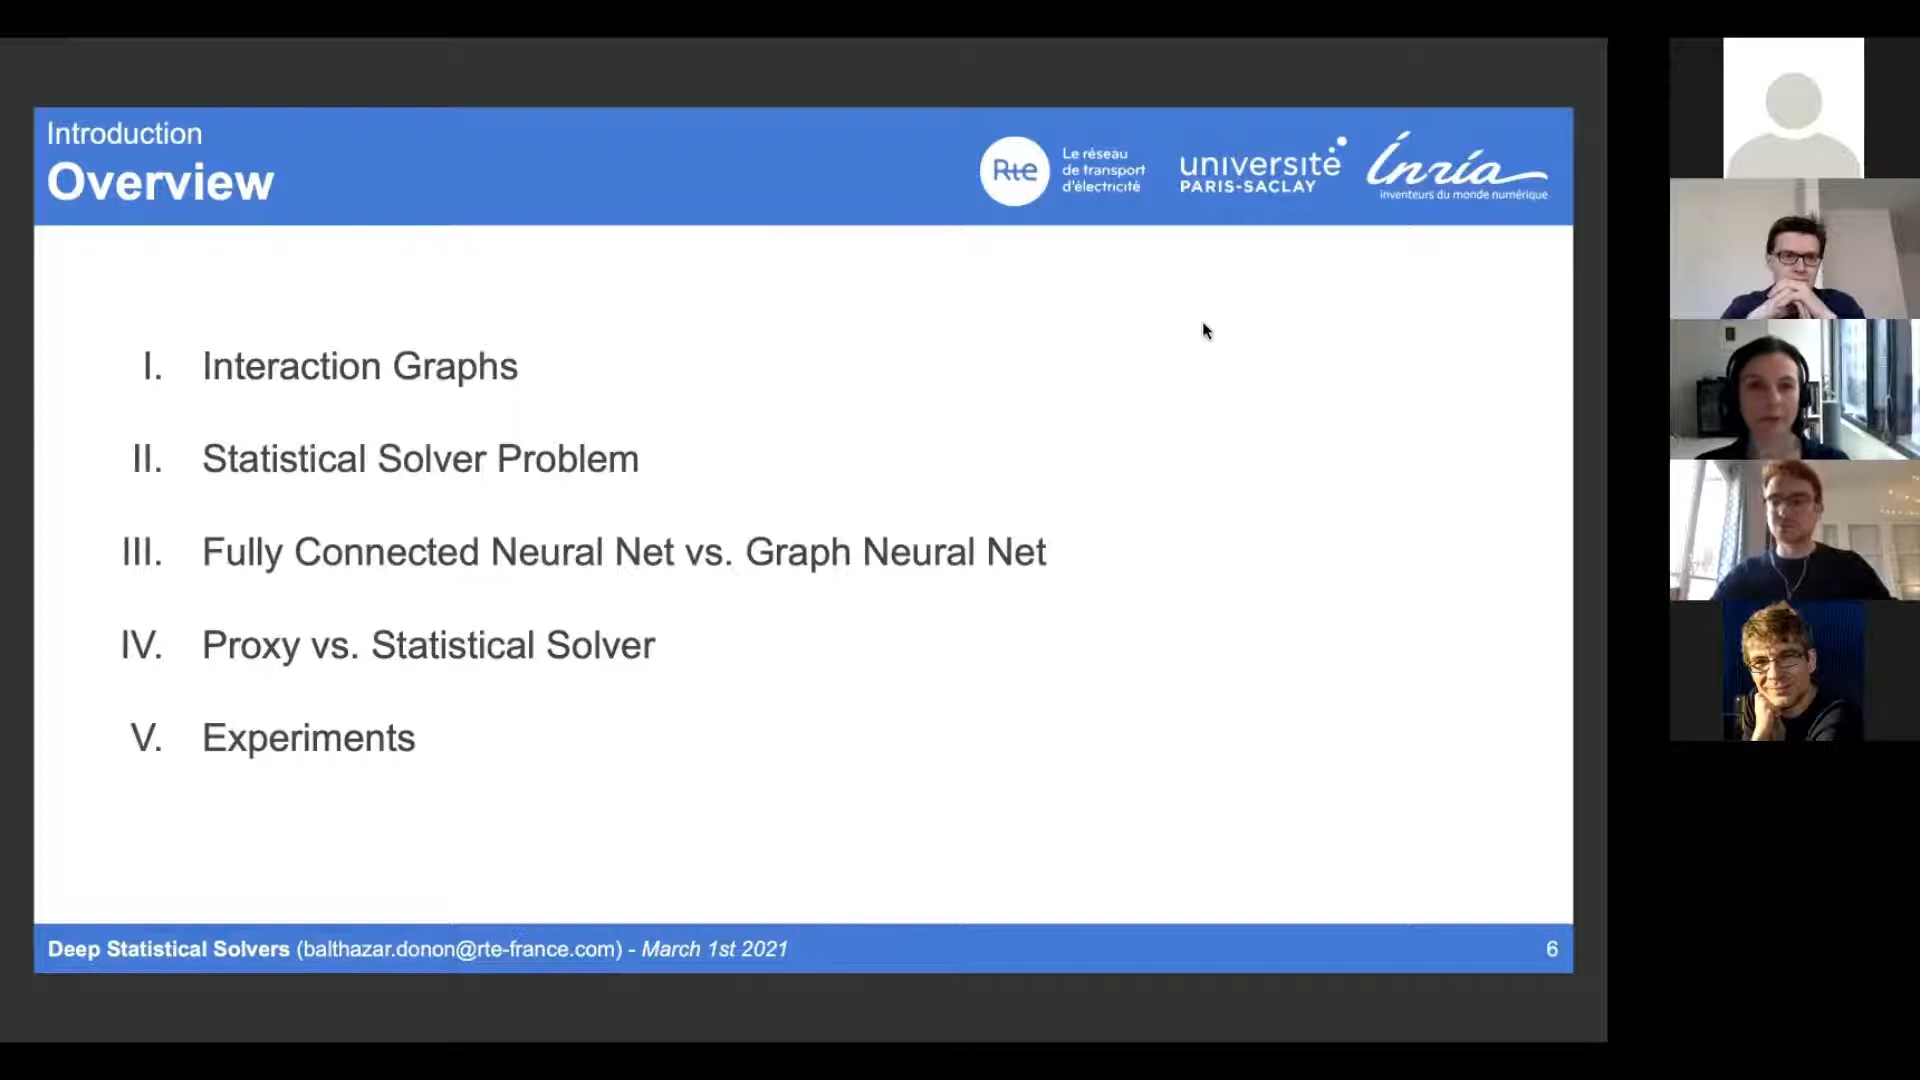 Introduction
Overview
Rte
Le réseau
de transport
d'électricité
université
PARIS-SACLAY
Inria
inventeurs du monde numérique
I. Interaction Graphs
II. Statistical Solver Problem
III. Fully Connected Neural Net vs. Graph Neural Net
IV. Proxy vs. Statistical Solver
V. Experiments
Deep Statistical Solvers (balthazar.donon@rte-france.com) - March 1st 2021
6